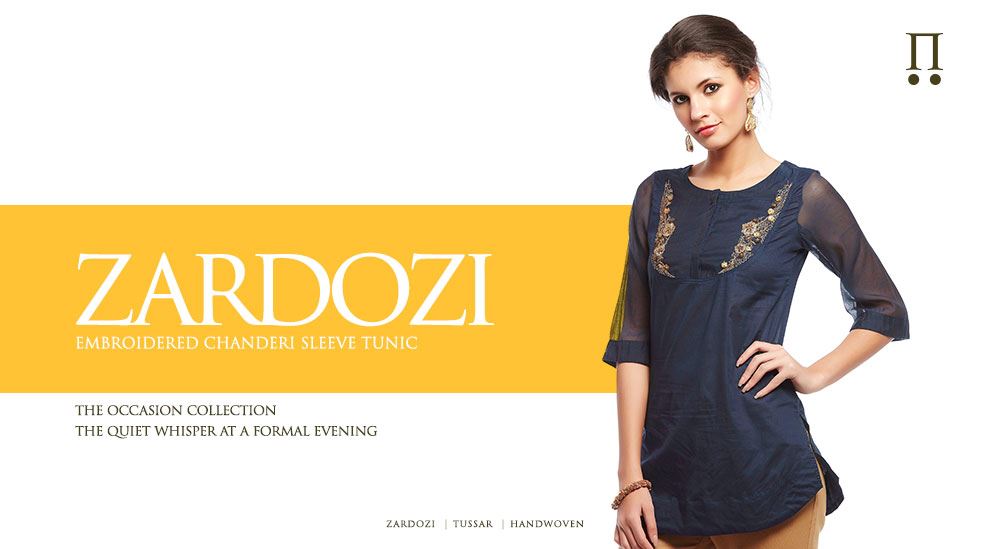 ZARDOZI
EMBROIDERED CHANDERI SLEEVE TUNIC
THE OCCASION COLLECTION
THE QUIET WHISPER AT A FORMAL EVENING
ZARDOZI | TUSSAR | HANDWOVEN